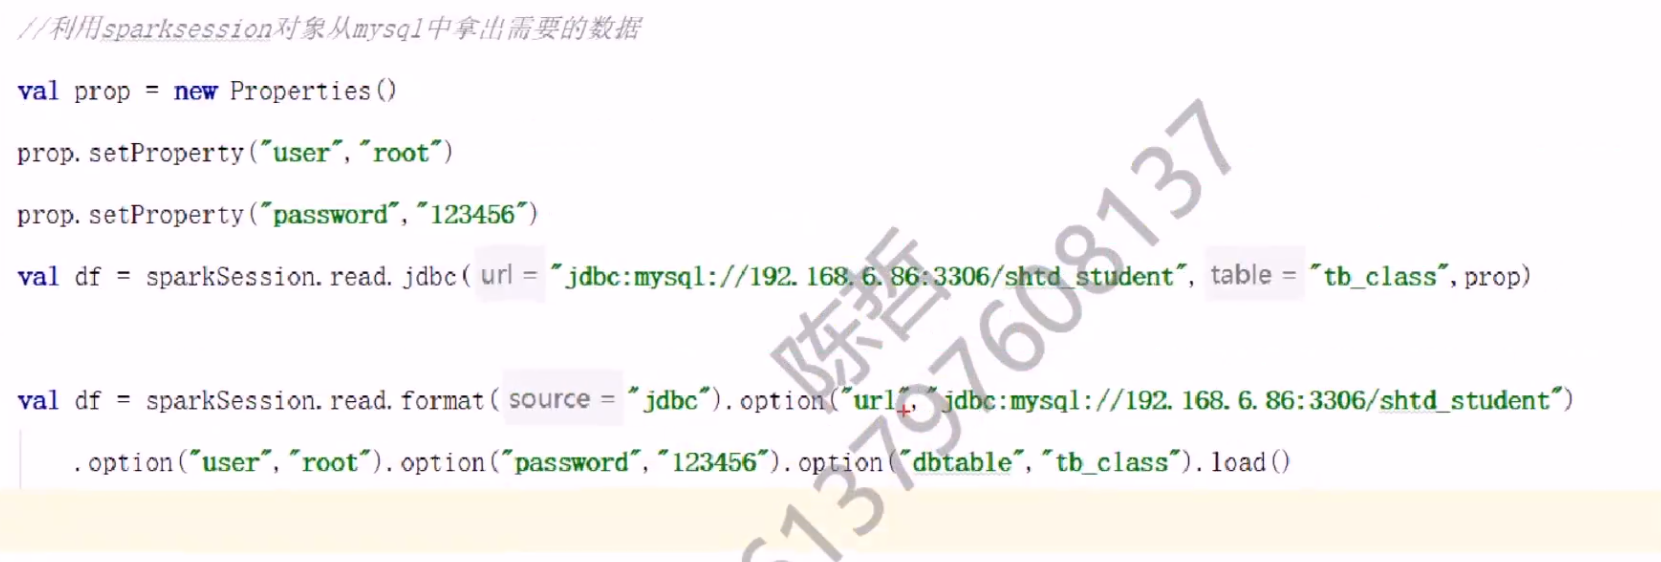 //利用sparksession对象从mysql中拿出需要的数据
val prop = new Properties()
prop.setProperty("user","root")
prop.setProperty("password","123456")
val df = sparkSession.read.jdbc( url = "jdbc:mysql://192.168.6.86:3306/shtd_student", table = "tb_class",prop)
val df = sparkSession.read.format( source = "jdbc").option("url","jdbc:mysql://192.168.6.86:3306/shtd_student")
.option("user","root").option("password","123456").option("dbtable","tb_class").load()
陈哲
613797608137